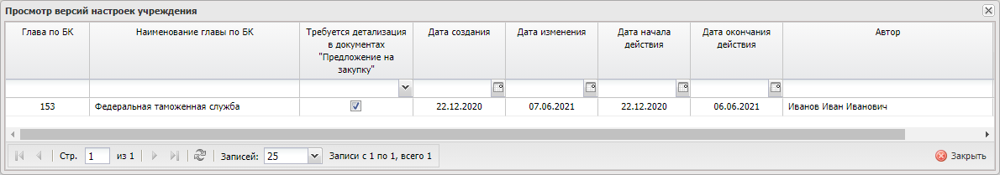 Просмотр версий настроек учреждения
Глава по БК Наименование главы по БК Требуется детализация в документах "Предложение на закупку" Дата создания Дата изменения Дата начала действия Дата окончания действия Автор
153 Федеральная таможенная служба 22.12.2020 07.06.2021 22.12.2020 06.06.2021 Иванов Иван Иванович
Стр. 1 из 1 Записей: 25 Записи с 1 по 1, всего 1 Закрыть